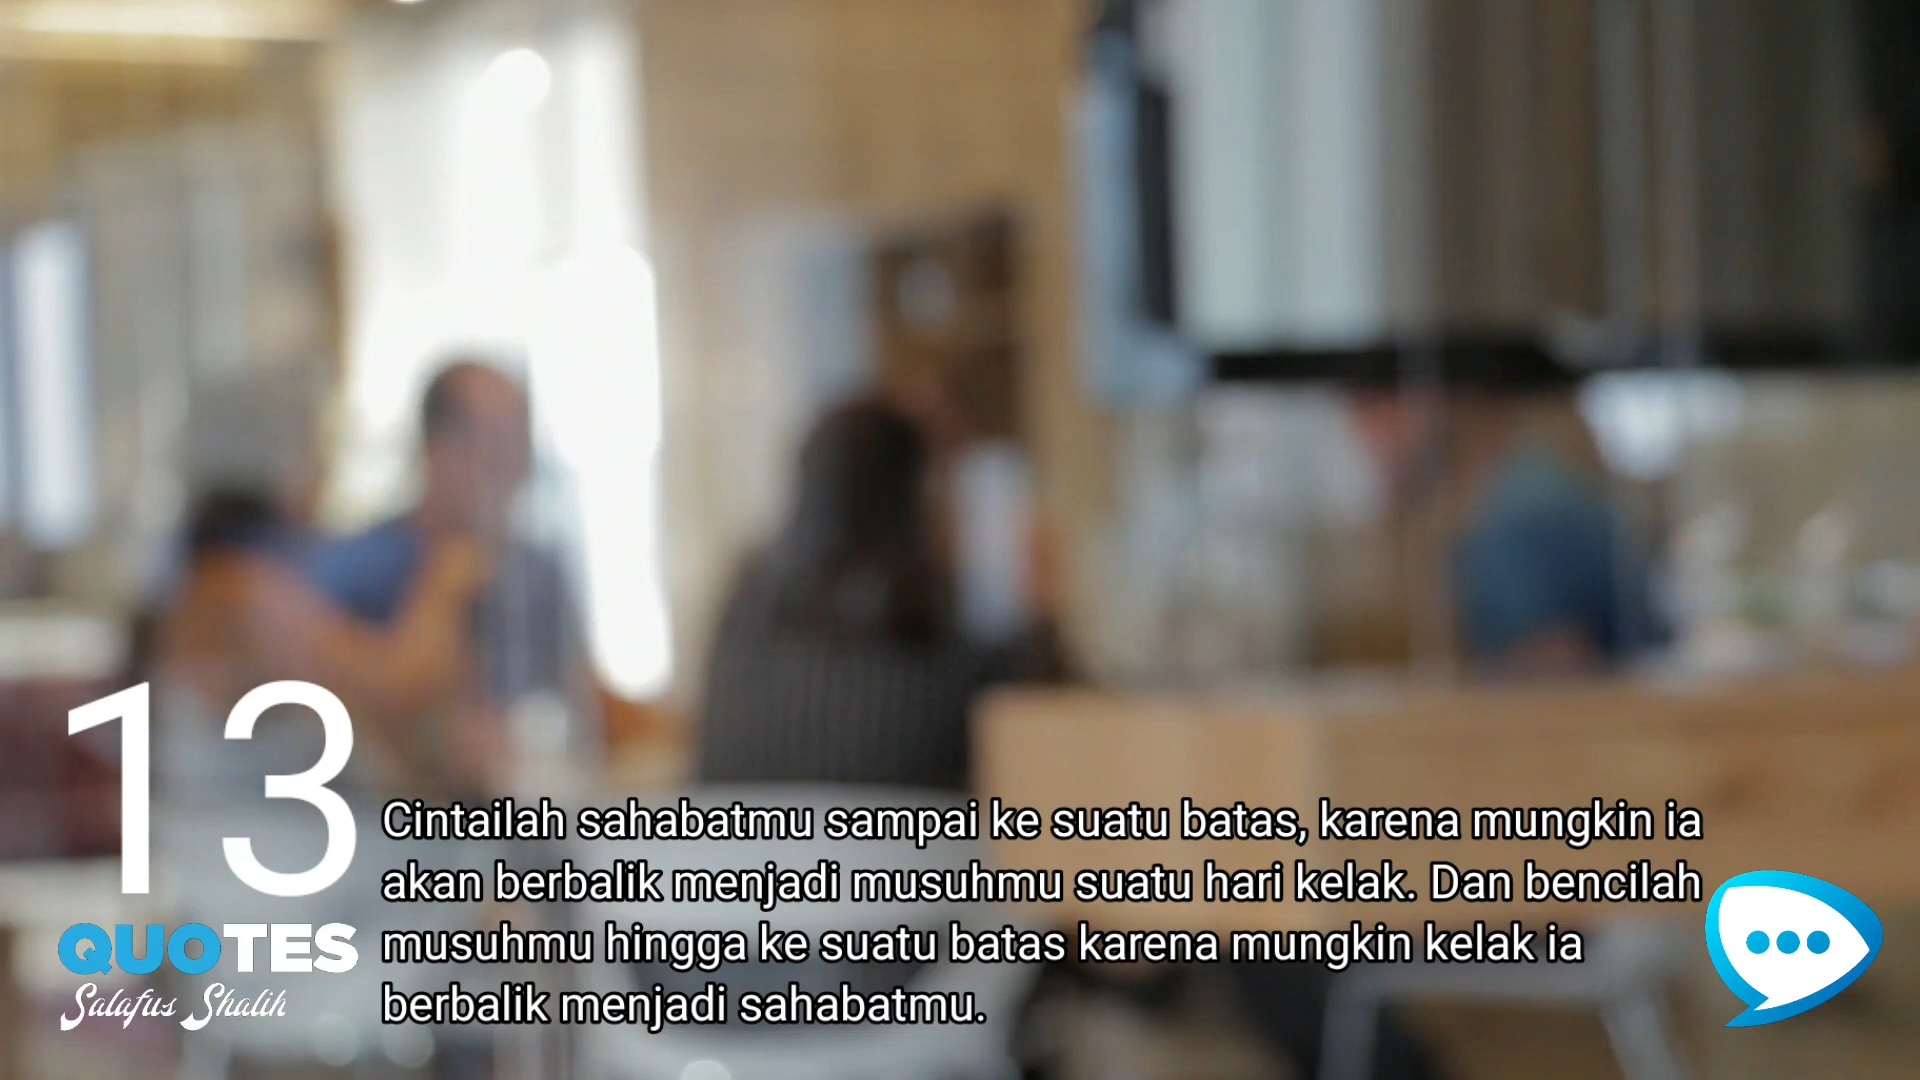 13
QUOTES
Salafus Shalih
Cintailah sahabatmu sampai ke suatu batas, karena mungkin ia
akan berbalik menjadi musuhmu suatu hari kelak. Dan bencilah
musuhmu hingga ke suatu batas karena mungkin kelak ia
berbalik menjadi sahabatmu.